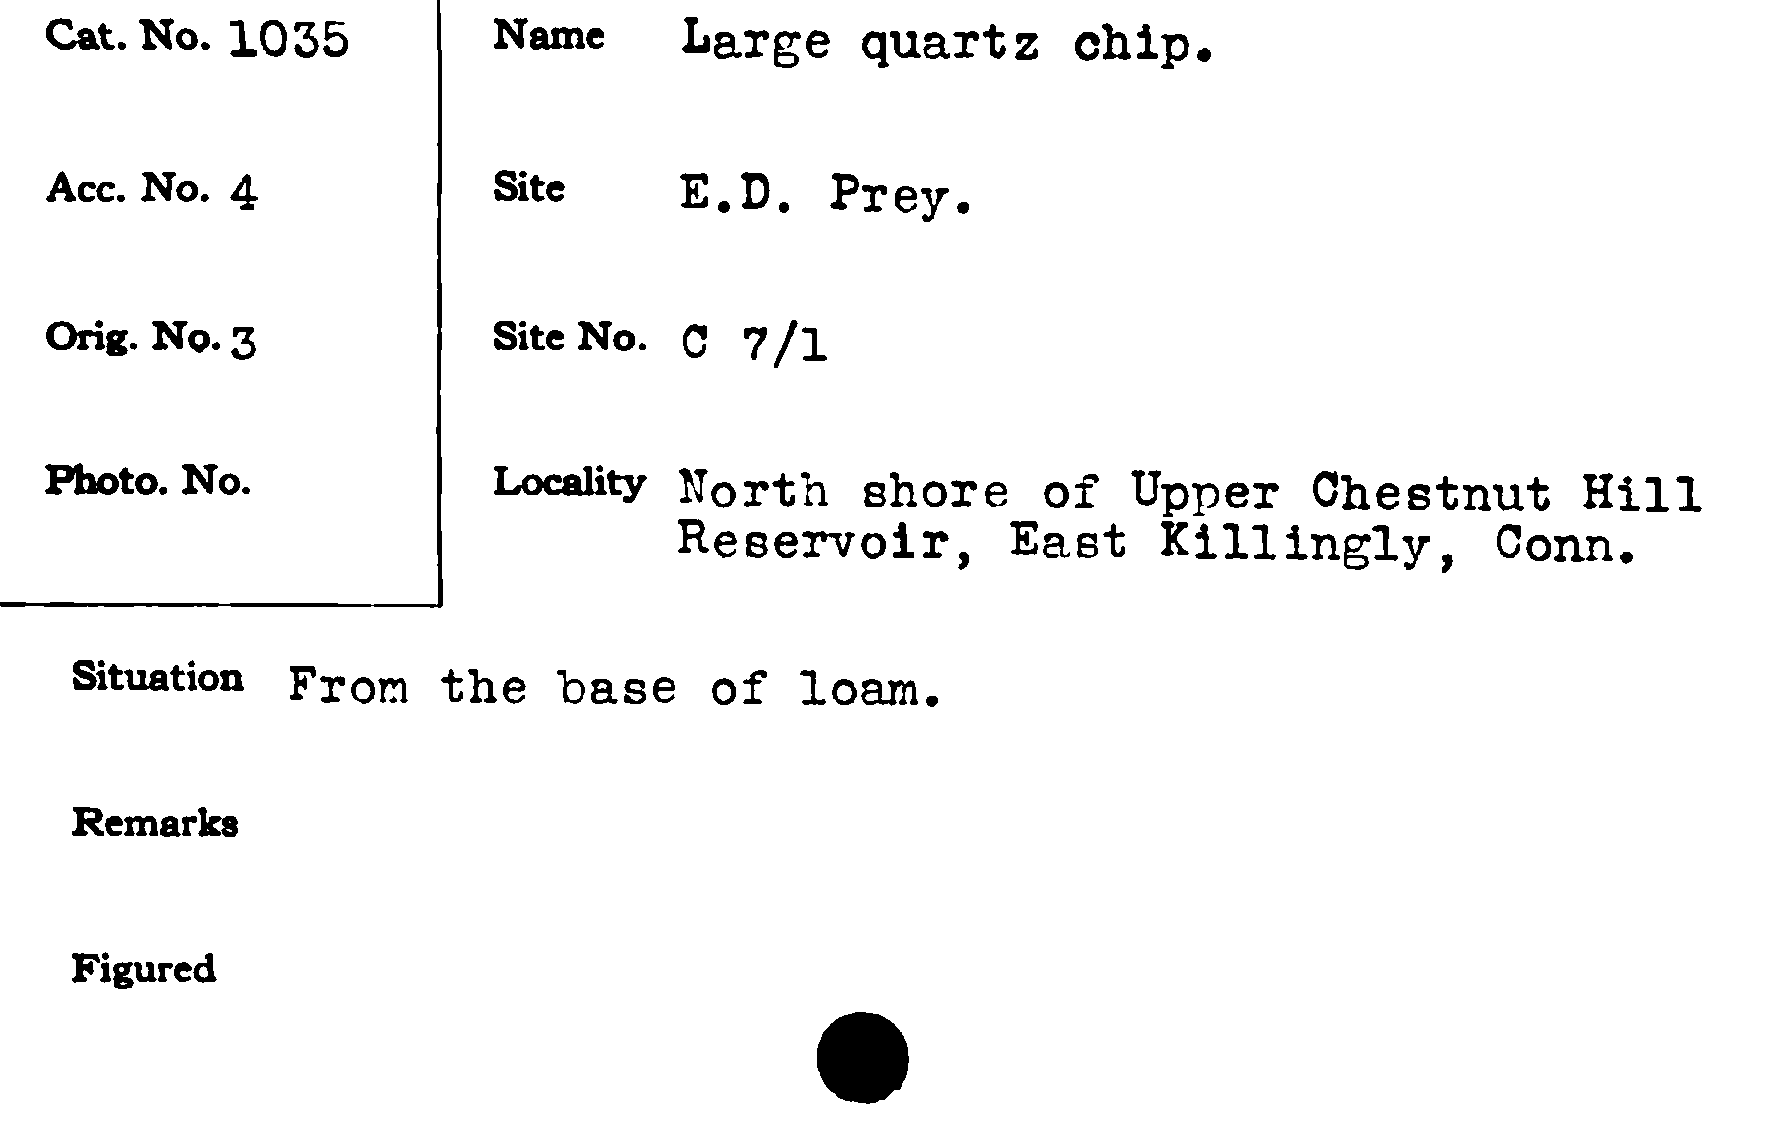 Cat. No. 1035
Acc. No. 4
Orig. No. 3
Photo. No.
Name Large quartz chip.
Site E.D. Prey.
Site No. C 7/1
Locality North shore of Upper Chestnut Hill
Reservoir, East Killingly, Conn.
Situation From the base of loam.
Remarks
Figured